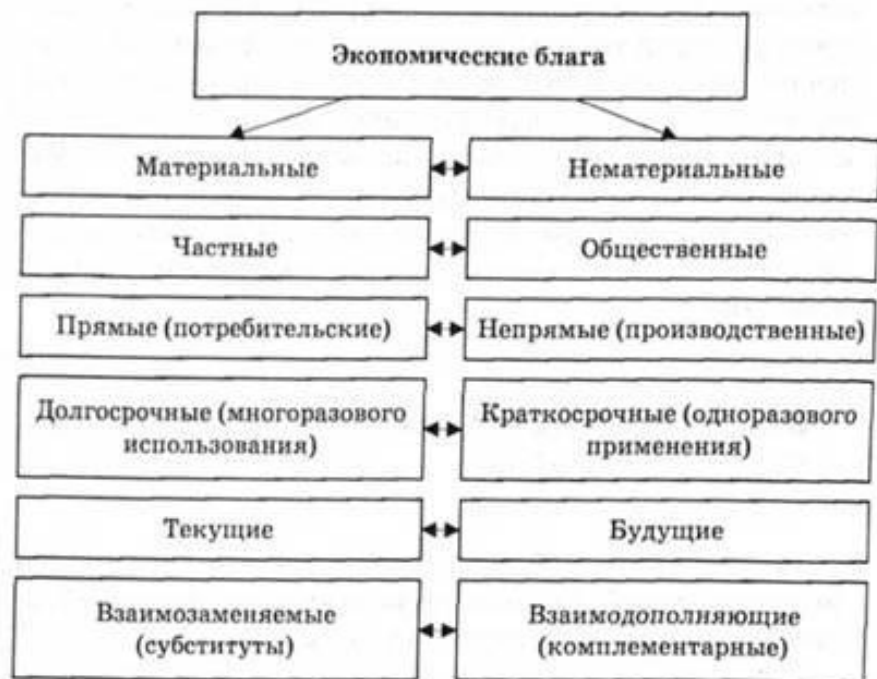 Экономические блага
Материальные
Нематериальные
Частные
Общественные
Прямые (потребительские)
Непрямые (производственные)
Долгосрочные (многоразового
использования)
Краткосрочные (одноразового
применения)
Текущие
Будущие
Взаимозаменяемые
(субституты)
Взаимодополняющие
(комплементарные)